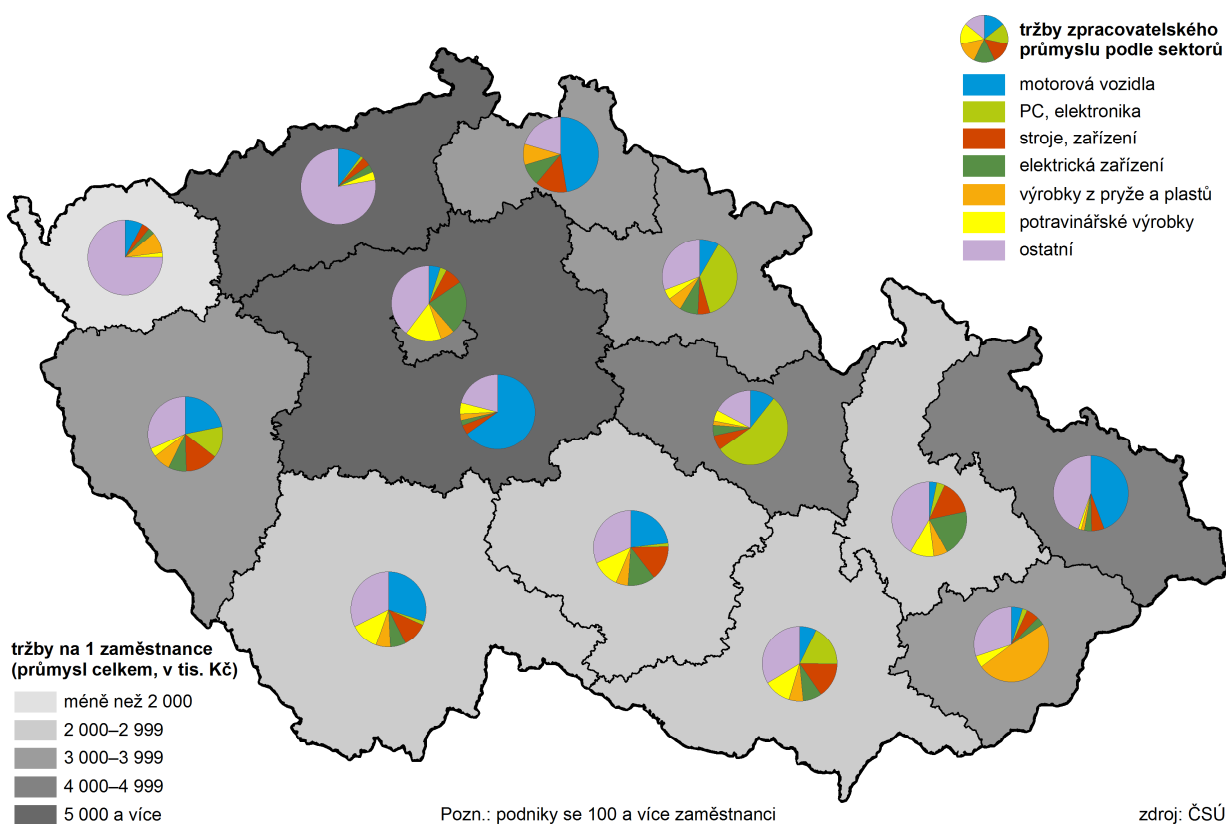 tržby zpracovatelského
průmyslu podle sektorů
motorová vozidla
PC, elektronika
stroje, zařízení
elektrická zařízení
výrobky z pryže a plastů
potravinářské výrobky
ostatní
tržby na 1 zaměstnance
(průmysl celkem, v tis. Kč)
méně než 2 000
2 000–2 999
3 000–3 999
4 000–4 999
5 000 a více
Pozn.: podniky se 100 a více zaměstnanci
zdroj: ČSÚ